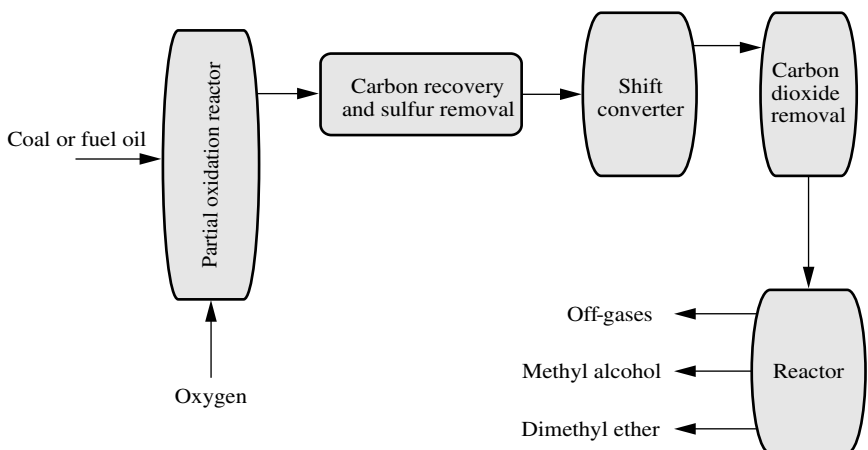 Coal or fuel oil
Partial oxidation reactor
Oxygen
Carbon recovery
and sulfur removal
Shift
converter
Carbon
dioxide
removal
Off-gases
Methyl alcohol
Dimethyl ether
Reactor